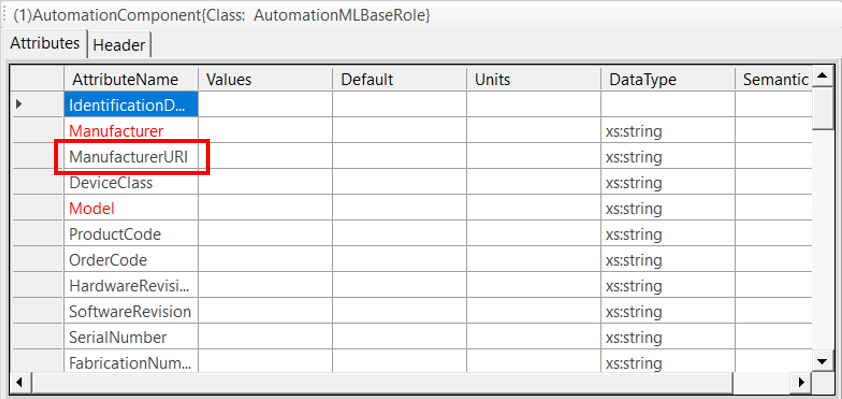 (1)AutomationComponent{Class: AutomationMLBaseRole}
Attributes Header
AttributeName Values Default Units DataType Semantic
IdentificationD...
Manufacturer xs:string
ManufacturerURI xs:string
DeviceClass xs:string
Model xs:string
ProductCode xs:string
OrderCode xs:string
HardwareRevisi... xs:string
SoftwareRevision xs:string
SerialNumber xs:string
FabricationNum... xs:string